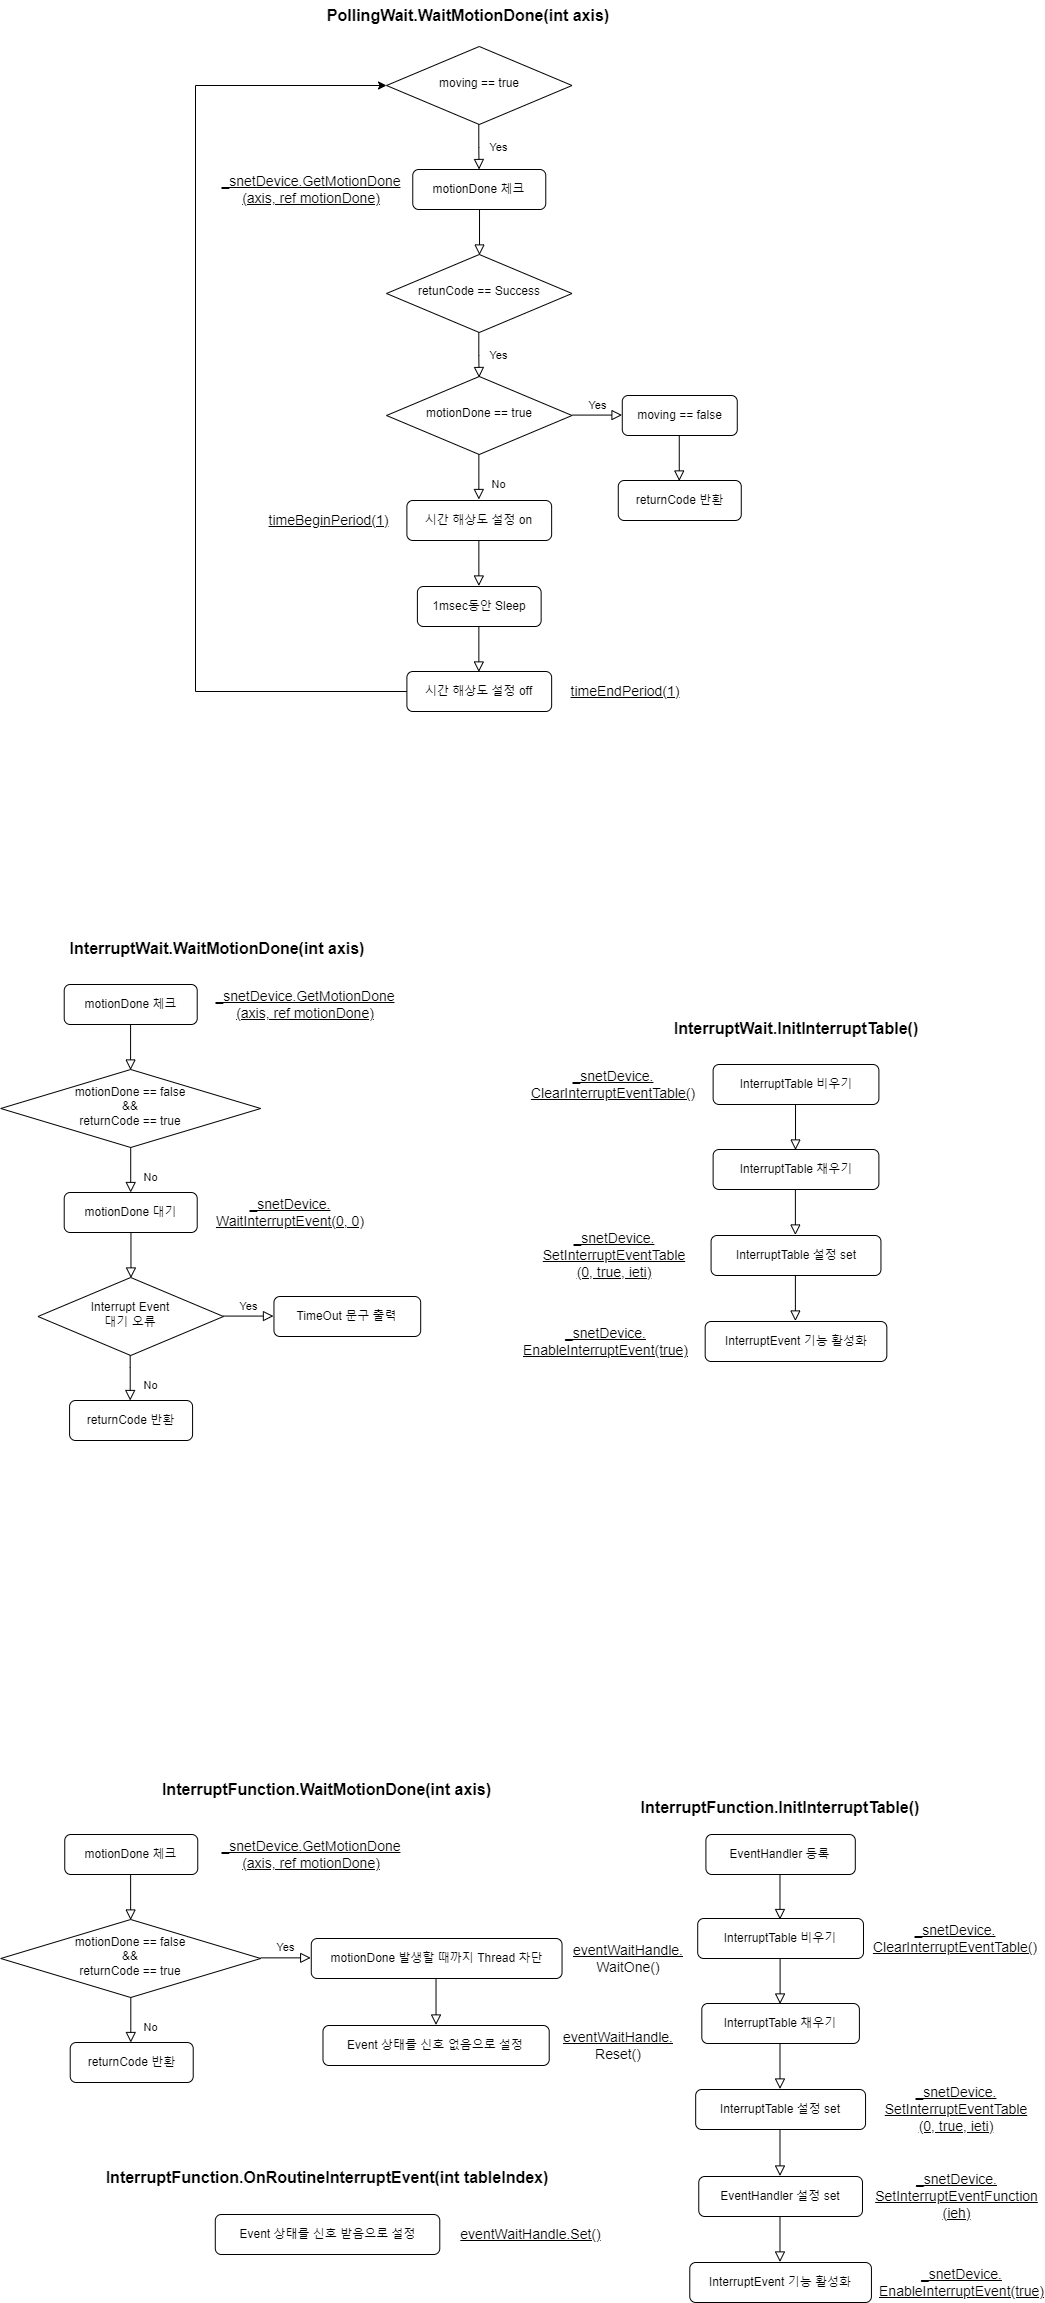 PollingWait.WaitMotionDone(int axis)
moving == true
Yes
_snetDevice.GetMotionDone
(axis, ref motionDone)
motionDone 체크
retunCode == Success
Yes
motionDone == true
Yes
moving == false
No
returnCode 반환
timeBeginPeriod(1)
시간 해상도 설정 on
1msec동안 Sleep
시간 해상도 설정 off
timeEndPeriod(1)
InterruptWait.WaitMotionDone(int axis)
motionDone 체크
_snetDevice.GetMotionDone
(axis, ref motionDone)
motionDone == false
&&
returnCode == true
No
motionDone 대기
_snetDevice.
WaitInterruptEvent(0, 0)
Interrupt Event
대기 오류
Yes
TimeOut 문구 출력
No
returnCode 반환
InterruptWait.InitInterruptTable()
_snetDevice.
ClearInterruptEventTable()
InterruptTable 비우기
InterruptTable 채우기
_snetDevice.
SetInterruptEventTable
(0, true, ieti)
InterruptTable 설정 set
_snetDevice.
EnableInterruptEvent(true)
InterruptEvent 기능 활성화
InterruptFunction.WaitMotionDone(int axis)
motionDone 체크
_snetDevice.GetMotionDone
(axis, ref motionDone)
motionDone == false
&&
returnCode == true
Yes
motionDone 발생할 때까지 Thread 차단
eventWaitHandle.
WaitOne()
No
returnCode 반환
Event 상태를 신호 없음으로 설정
eventWaitHandle.
Reset()
InterruptFunction.OnRoutineInterruptEvent(int tableIndex)
Event 상태를 신호 받음으로 설정
eventWaitHandle.Set()
InterruptFunction.InitInterruptTable()
EventHandler 등록
InterruptTable 비우기
_snetDevice.
ClearInterruptEventTable()
InterruptTable 채우기
InterruptTable 설정 set
_snetDevice.
SetInterruptEventTable
(0, true, ieti)
EventHandler 설정 set
_snetDevice.
SetInterruptEventFunction
(ieh)
InterruptEvent 기능 활성화
_snetDevice.
EnableInterruptEvent(true)